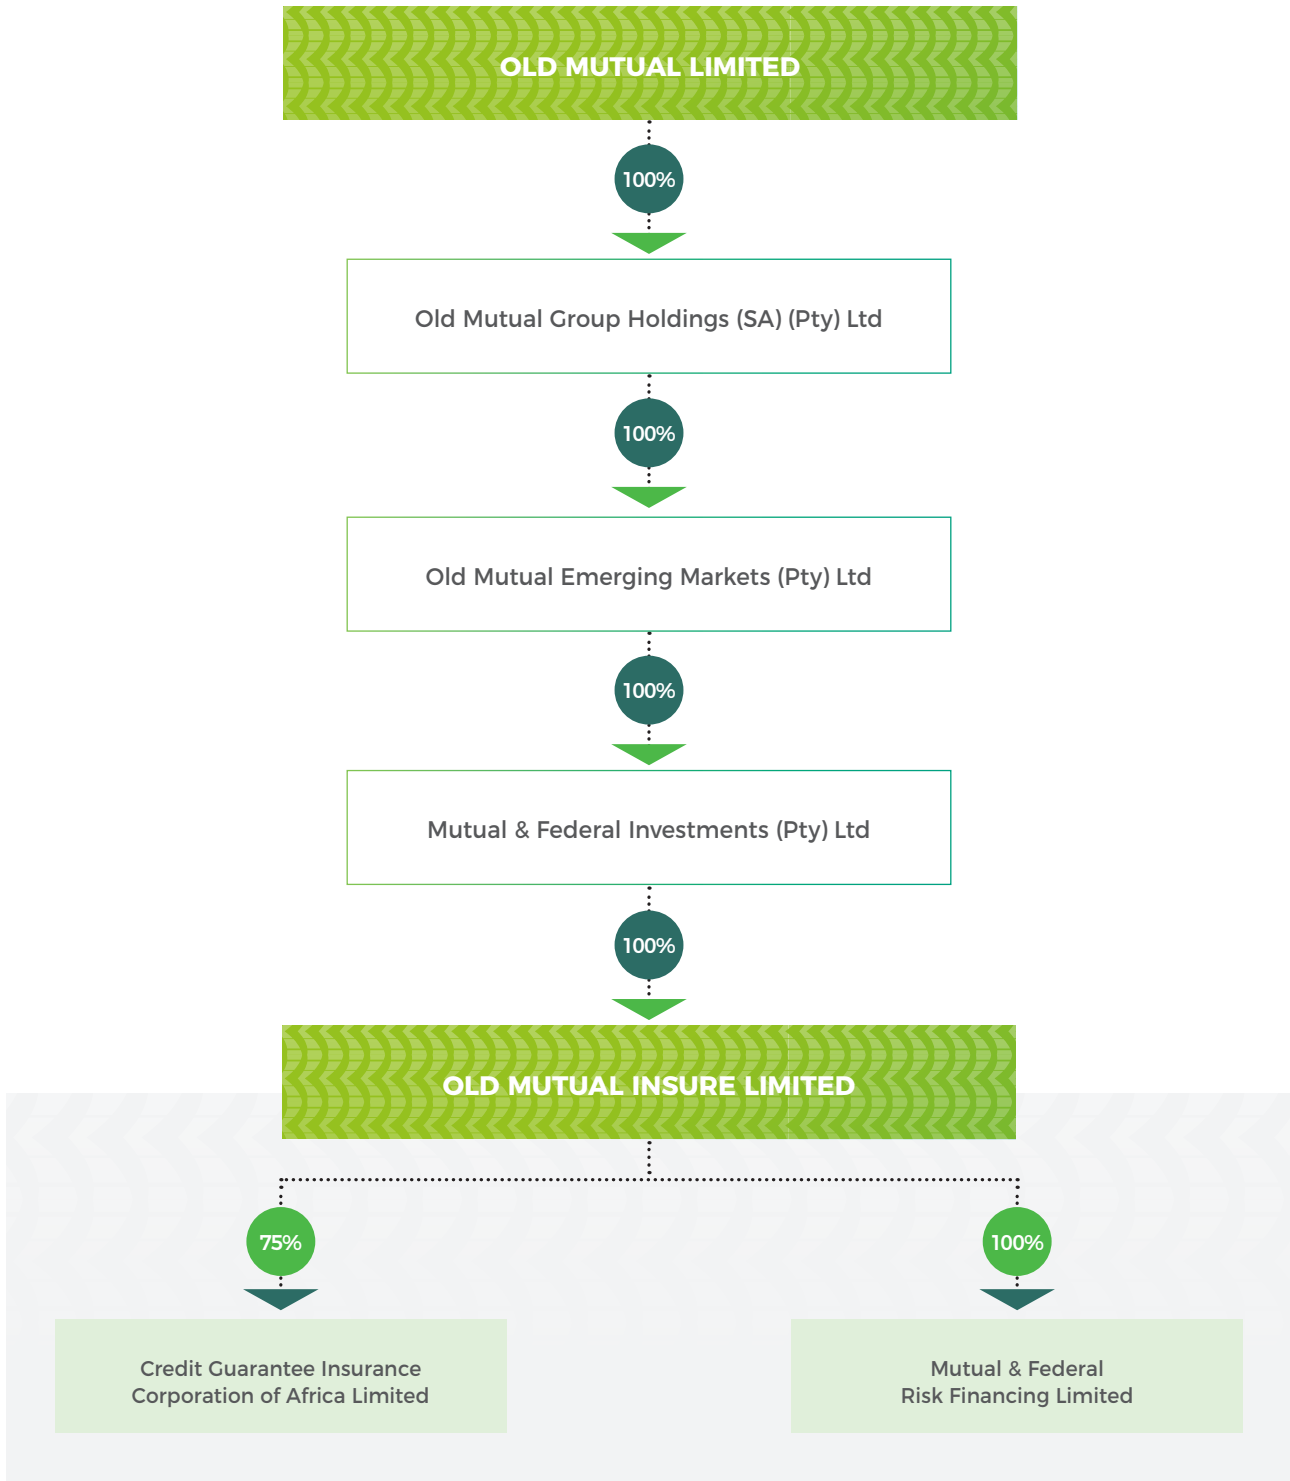 OLD MUTUAL LIMITED
100%
Old Mutual Group Holdings (SA) (Pty) Ltd
100%
Old Mutual Emerging Markets (Pty) Ltd
100%
Mutual & Federal Investments (Pty) Ltd
100%
OLD MUTUAL INSURE LIMITED
75%
100%
Credit Guarantee Insurance
Corporation of Africa Limited
Mutual & Federal
Risk Financing Limited